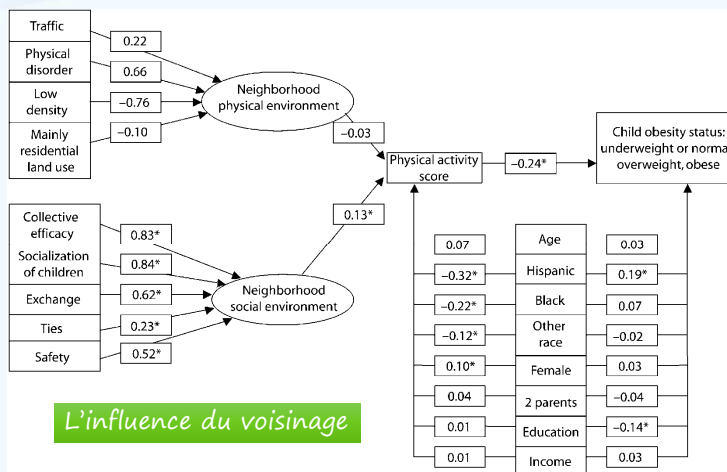 Traffic
Physical
disorder
Low
density
Mainly
residential
land use
0.22
0.66
–0.76
–0.10
Neighborhood
physical environment
–0.03
Collective
efficacy
Socialization
of children
Exchange
Ties
Safety
0.83*
0.84*
0.62*
0.23*
0.52*
Neighborhood
social environment
0.13*
Physical activity
score
–0.24*
Child obesity status:
underweight or norma
overweight, obese
0.07 Age 0.03
–0.32* Hispanic 0.19*
–0.22* Black 0.07
–0.12* Other
race –0.02
0.10* Female 0.03
0.04 2 parents –0.04
0.01 Education –0.14*
0.01 Income 0.03
L'influence du voisinage